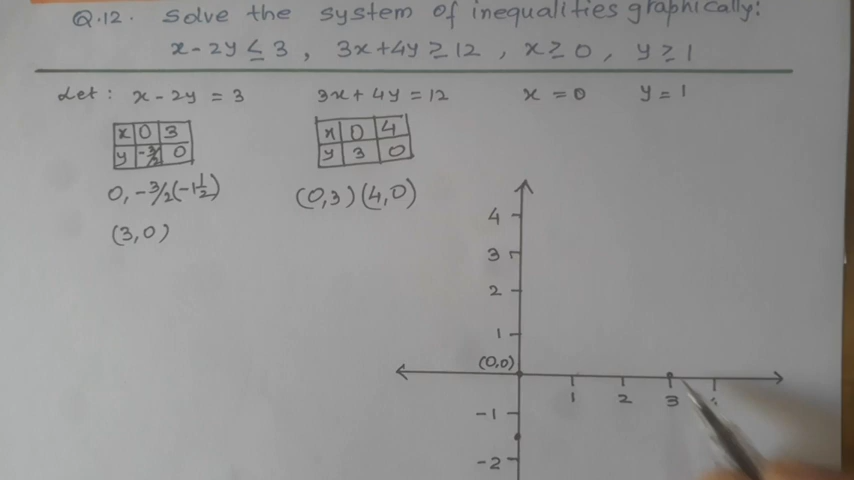 Q.12. Solve the system of inequalities graphically:
x - 2y ≤ 3 , 3x + 4y ≥ 12 , x ≥ 0 , y ≥ 1
Let : x - 2y = 3 3x + 4y = 12 x = 0 y = 1
x 0 3
y -3/2 0
x 0 4
y 3 0
0, -3/2 (-1 1/2)
(0,3) (4,0)
(3,0)
4
3
2
1
(0,0)
1 2 3
-1
-2